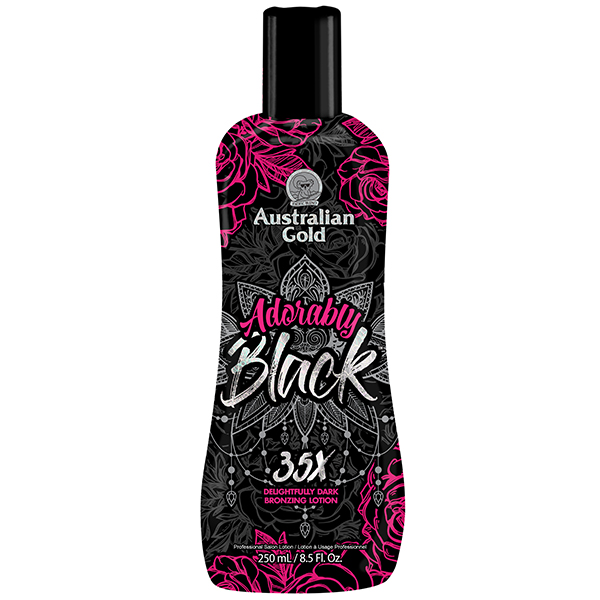 Australian
Gold
Adorably
Black
35X
DELIGHTFULLY DARK
BRONZING LOTION
Professional Salon Lotion / Lotion à Usage Professionnel
250 mL / 8.5 Fl. Oz.